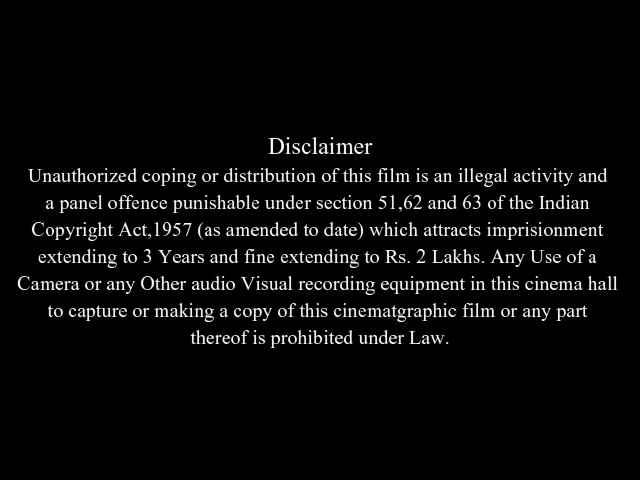 Disclaimer
Unauthorized coping or distribution of this film is an illegal activity and
a panel offence punishable under section 51,62 and 63 of the Indian
Copyright Act,1957 (as amended to date) which attracts imprisionment
extending to 3 Years and fine extending to Rs. 2 Lakhs. Any Use of a
Camera or any Other audio Visual recording equipment in this cinema hall
to capture or making a copy of this cinematgraphic film or any part
thereof is prohibited under Law.